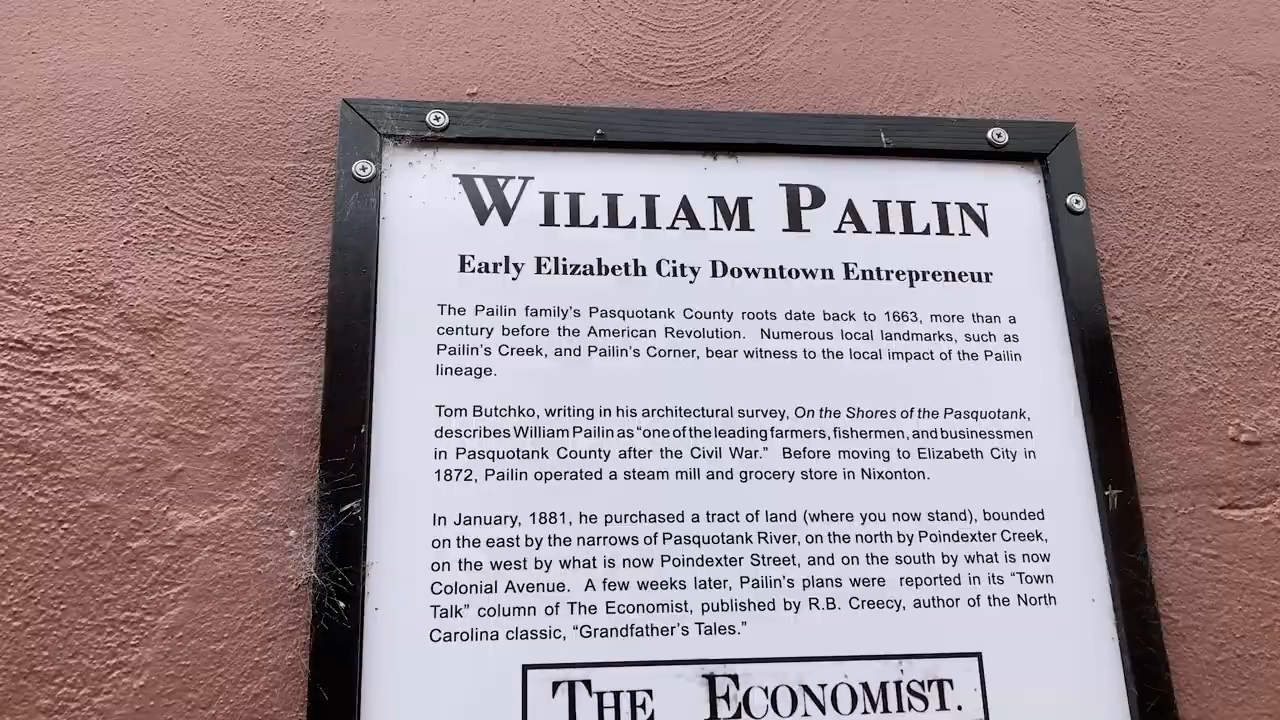 WILLIAM PAILIN
Early Elizabeth City Downtown Entrepreneur
The Pailin family's Pasquotank County roots date back to 1663, more than a
century before the American Revolution. Numerous local landmarks, such as
Pailin's Creek, and Pailin's Corner, bear witness to the local impact of the Pailin
lineage.
Tom Butchko, writing in his architectural survey, On the Shores of the Pasquotank,
describes William Pailin as “one of the leading farmers, fishermen, and businessmen
in Pasquotank County after the Civil War.” Before moving to Elizabeth City in
1872, Pailin operated a steam mill and grocery store in Nixonton.
In January, 1881, he purchased a tract of land (where you now stand), bounded
on the east by the narrows of Pasquotank River, on the north by Poindexter Creek,
on the west by what is now Poindexter Street, and on the south by what is now
Colonial Avenue. A few weeks later, Pailin's plans were reported in its “Town
Talk” column of The Economist, published by R.B. Creecy, author of the North
Carolina classic, “Grandfather's Tales.”
THE ECONOMIST.